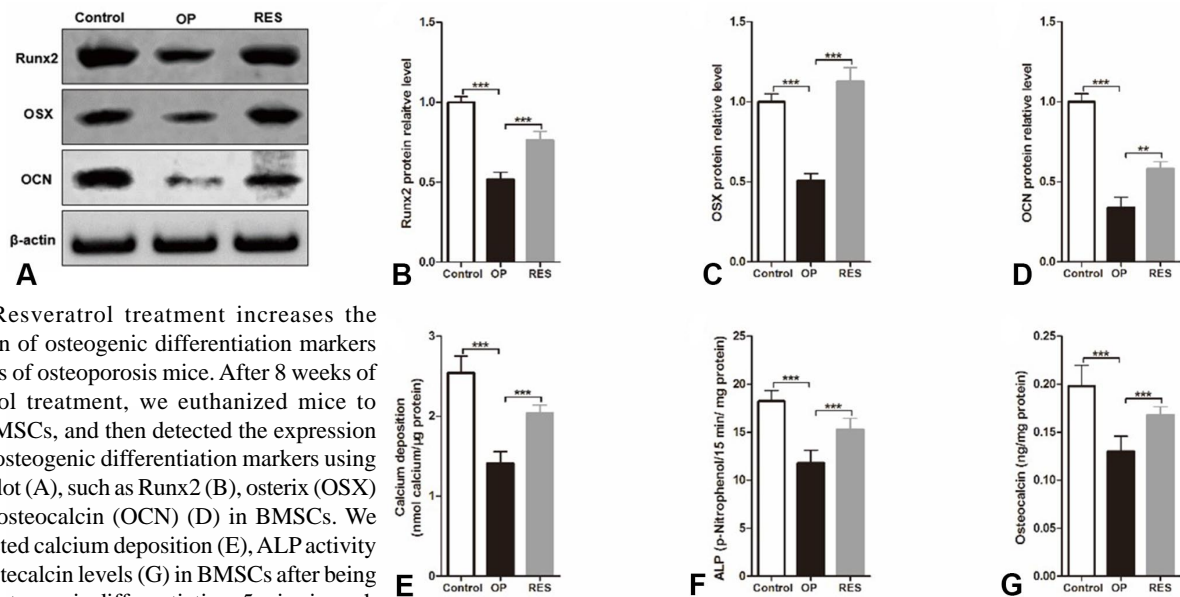 Control OP RES
Runx2
OSX
OCN
β-actin
A
1.5
1.0
0.5
0.0
Runx2 protein relaitve level
***
***
Control OP RES
B
1.5
1.0
0.5
0.0
OSX protein relative level
***
***
Control OP RES
C
1.5
1.0
0.5
0.0
OCN protein relative level
***
**
Control OP RES
D
Resveratrol treatment increases the
n of osteogenic differentiation markers
s of osteoporosis mice. After 8 weeks of
ol treatment, we euthanized mice to
MSCs, and then detected the expression
osteogenic differentiation markers using
lot (A), such as Runx2 (B), osterix (OSX)
osteocalcin (OCN) (D) in BMSCs. We
ted calcium deposition (E), ALP activity
tecalcin levels (G) in BMSCs after being
3
2
1
0
Calcium deposition
(nmol calcium/μg protein)
***
***
Control OP RES
E
25
20
15
10
5
0
ALP (p-Nitrophenol/15 min/ mg protein)
***
***
Control OP RES
F
0.25
0.20
0.15
0.10
0.05
0.00
Osteocalcin (ng/mg protein)
***
***
Control OP RES
G